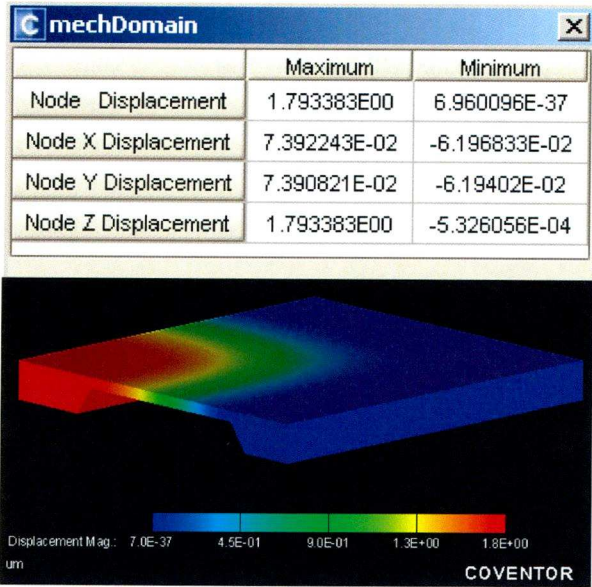 C mechDomain X
Maximum Minimum
Node Displacement 1.793383E00 6.960096E-37
Node X Displacement 7.392243E-02 -6.196833E-02
Node Y Displacement 7.390821E-02 -6.19402E-02
Node Z Displacement 1.793383E00 -5.326056E-04
Displacement Mag.: 7.0E-37 4.5E-01 9.0E-01 1.3E+00 1.8E+00
um
COVENTOR